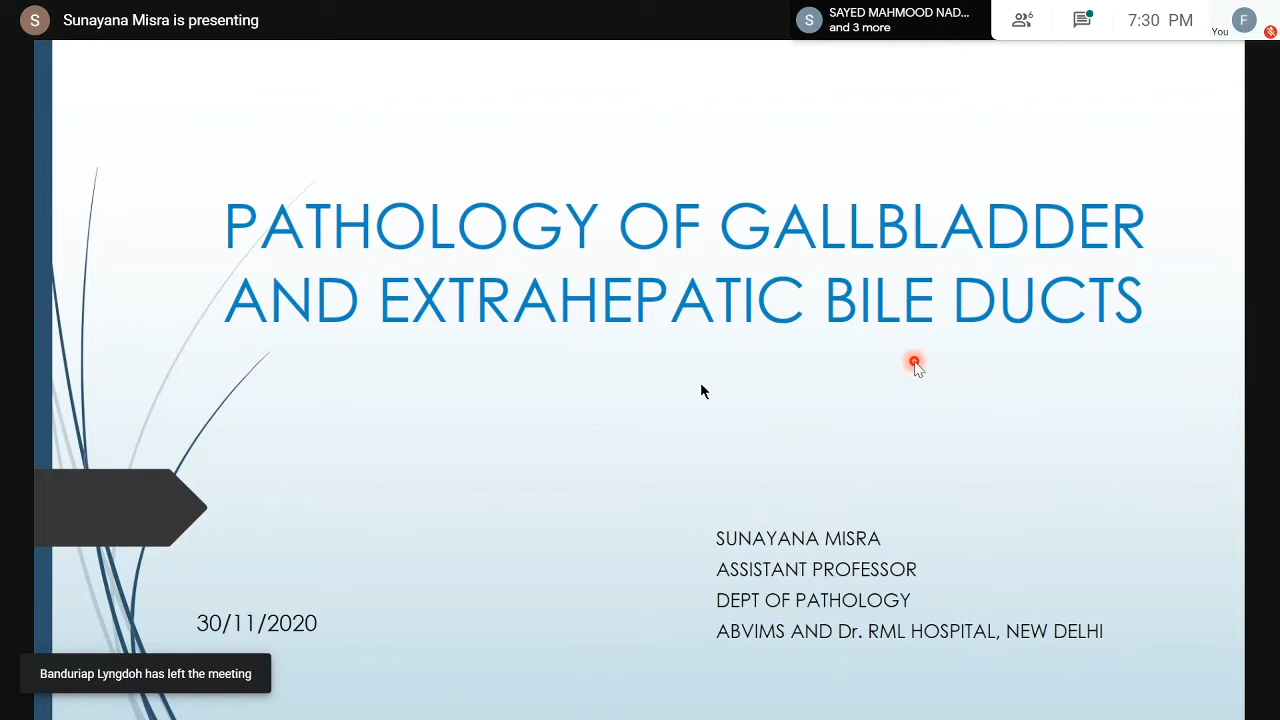 S Sunayana Misra is presenting
S SAYED MAHMOOD NAD...
and 3 more
6
7:30 PM
You F
PATHOLOGY OF GALLBLADDER
AND EXTRAHEPATIC BILE DUCTS
SUNAYANA MISRA
ASSISTANT PROFESSOR
DEPT OF PATHOLOGY
ABVIMS AND Dr. RML HOSPITAL, NEW DELHI
30/11/2020
Banduriap Lyngdoh has left the meeting